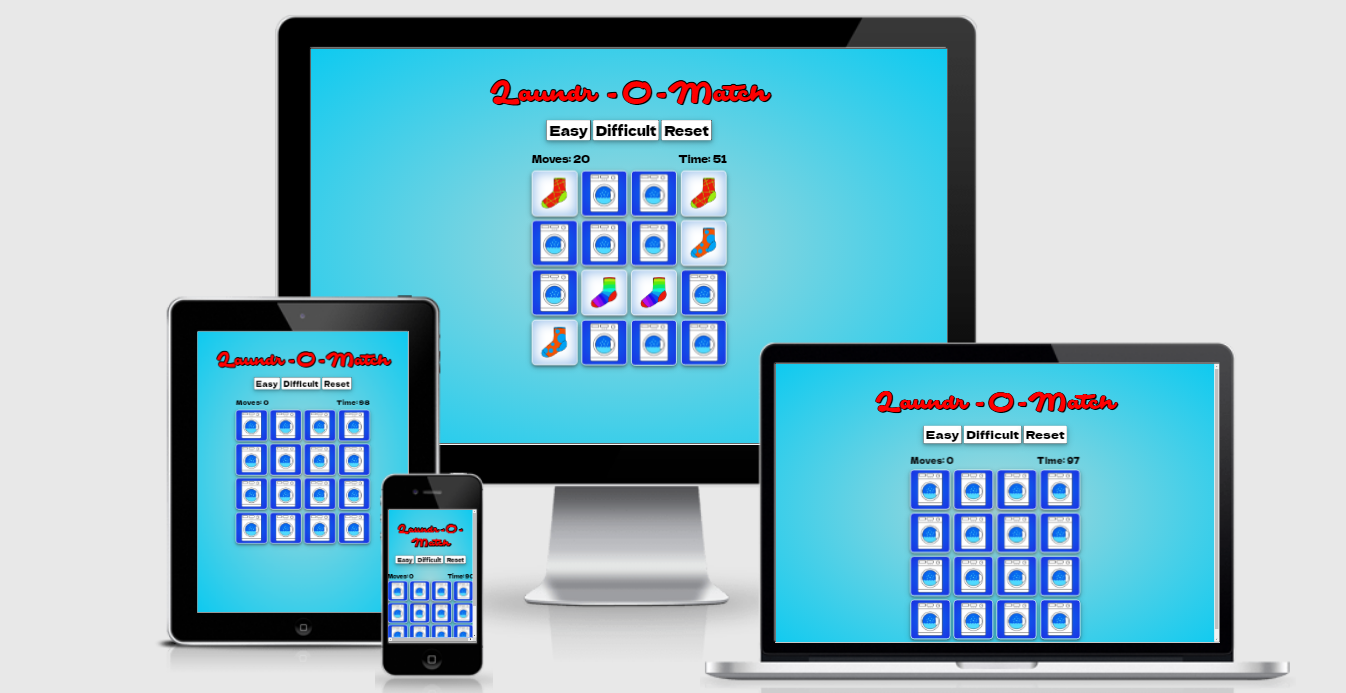 Laundr - O - Match
Easy Difficult Reset
Moves: 20 Time: 51
Laundr - O - Match
Easy Difficult Reset
Moves: 0 Time: 98
Laundr - O -
Match
Easy Difficult Reset
Moves: 0 Time: 90
Laundr - O - Match
Easy Difficult Reset
Moves: 0 Time: 97